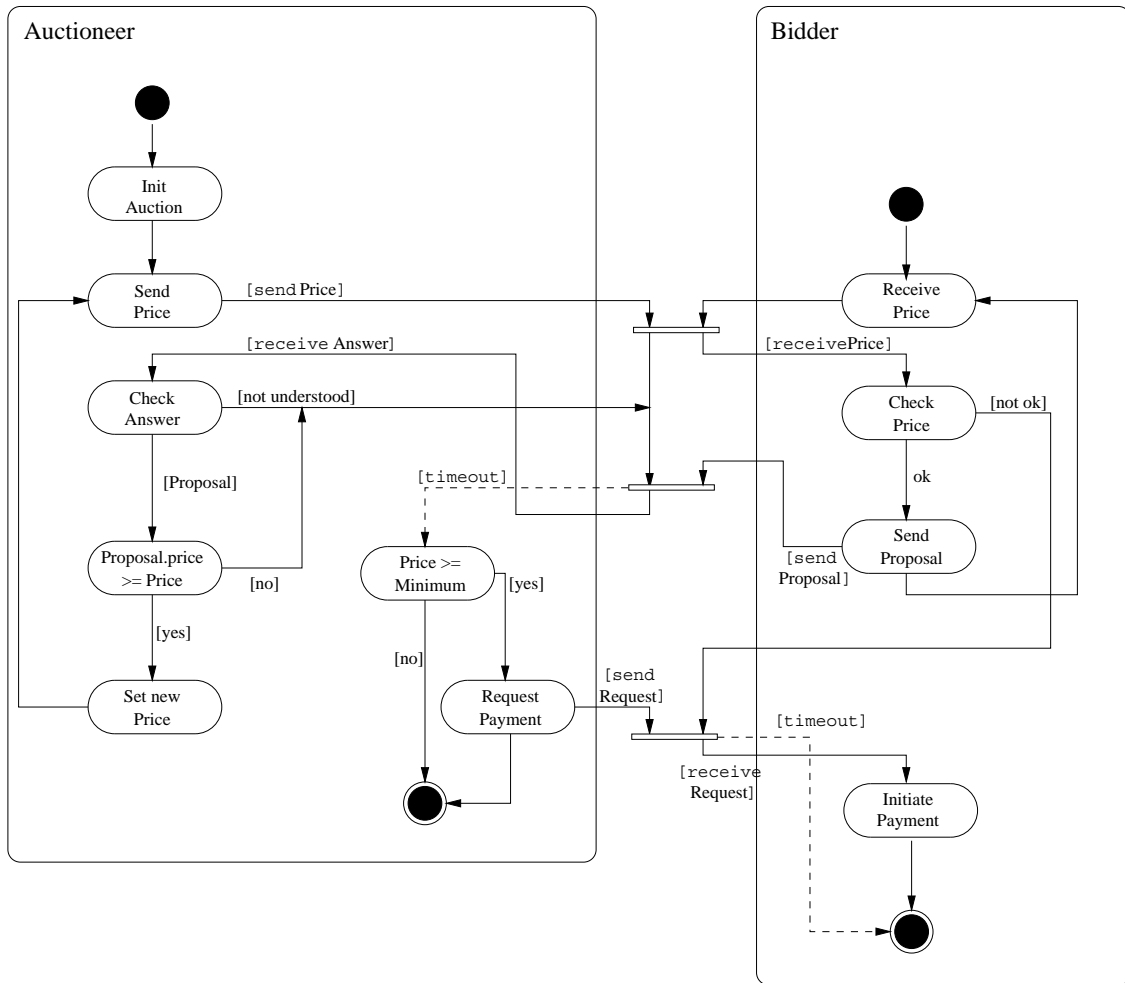 Auctioneer
Bidder
Init
Auction
Send
Price
[send Price]
Receive
Price
[receive Answer]
[receivePrice]
Check
Answer
[not understood]
Check
Price
[not ok]
[Proposal]
[timeout]
ok
Proposal.price
>= Price
[no]
Price >=
Minimum
[yes]
[send
Proposal]
Send
Proposal
[yes]
[no]
Set new
Price
Request
Payment
[send
Request]
[timeout]
[receive
Request]
Initiate
Payment